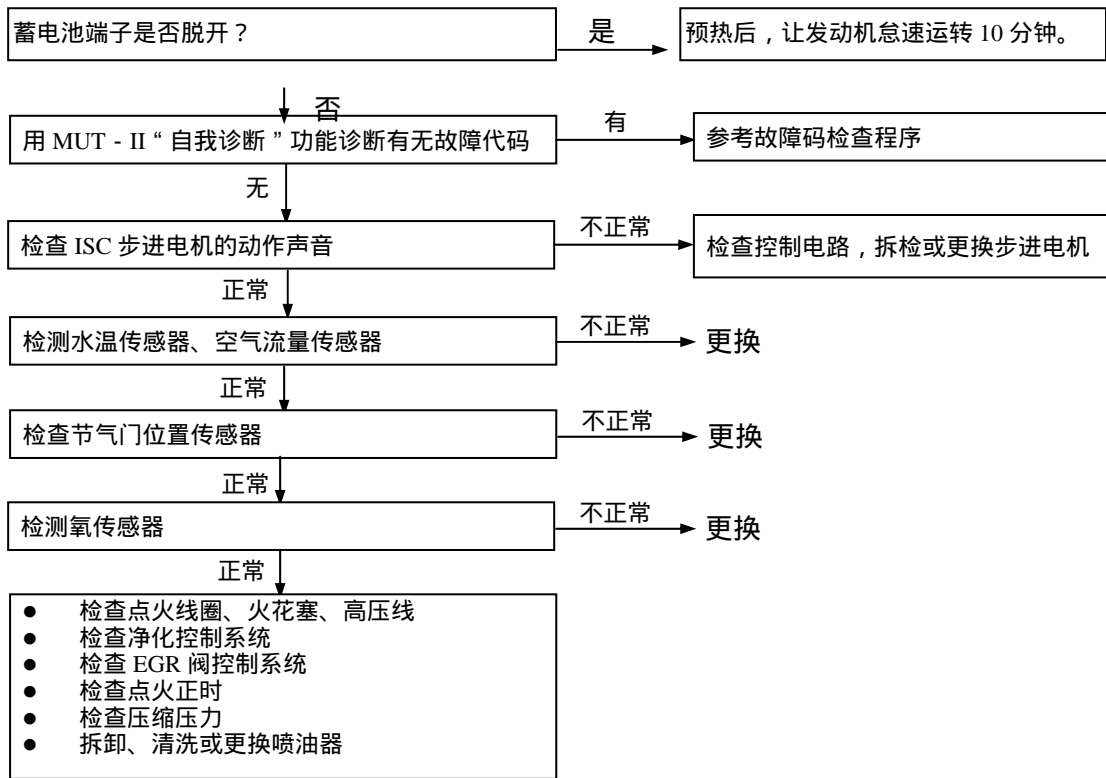 蓄电池端子是否脱开？
是
预热后，让发动机怠速运转 10 分钟。
否
用 MUT - II“自我诊断”功能诊断有无故障代码
有
参考故障码检查程序
无
检查 ISC 步进电机的动作声音
不正常
检查控制电路，拆检或更换步进电机
正常
检测水温传感器、空气流量传感器
不正常
更换
正常
检查节气门位置传感器
不正常
更换
正常
检测氧传感器
不正常
更换
正常
● 检查点火线圈、火花塞、高压线
● 检查净化控制系统
● 检查 EGR 阀控制系统
● 检查点火正时
● 检查压缩压力
● 拆卸、清洗或更换喷油器